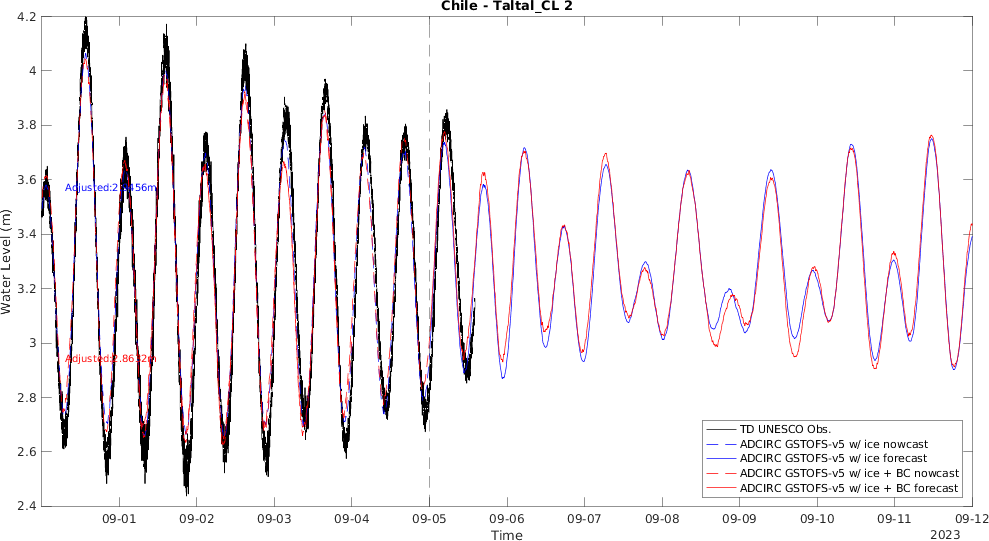 Chile - Taltal_CL 2
4.2
4
3.8
3.6
3.4
3.2
3
2.8
2.6
2.4
Water Level (m)
Adjusted:2.8632m
09-01
09-02
09-03
09-04
09-05
09-06
09-07
09-08
09-09
09-10
09-11
09-12
Time
2023
TD UNESCO Obs.
ADCIRC GSTOFS-v5 w/ ice nowcast
ADCIRC GSTOFS-v5 w/ ice forecast
ADCIRC GSTOFS-v5 w/ ice + BC nowcast
ADCIRC GSTOFS-v5 w/ ice + BC forecast